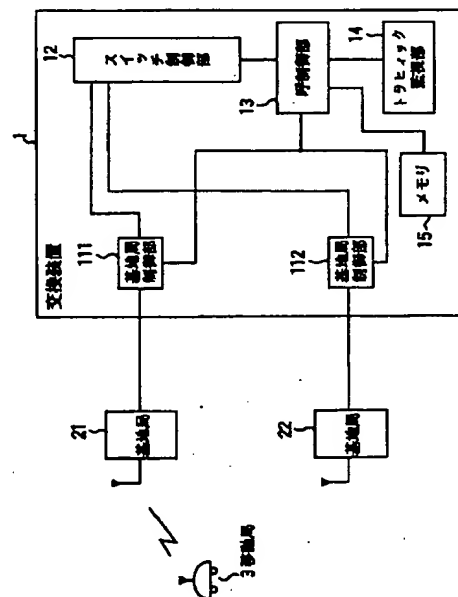 1
交換装置
12
スイッチ制御部
111
基地局
制御部
13
呼制御部
14
トラヒィック
監視部
112
基地局
制御部
15
メモリ
21
基地局
22
基地局
3 移動局